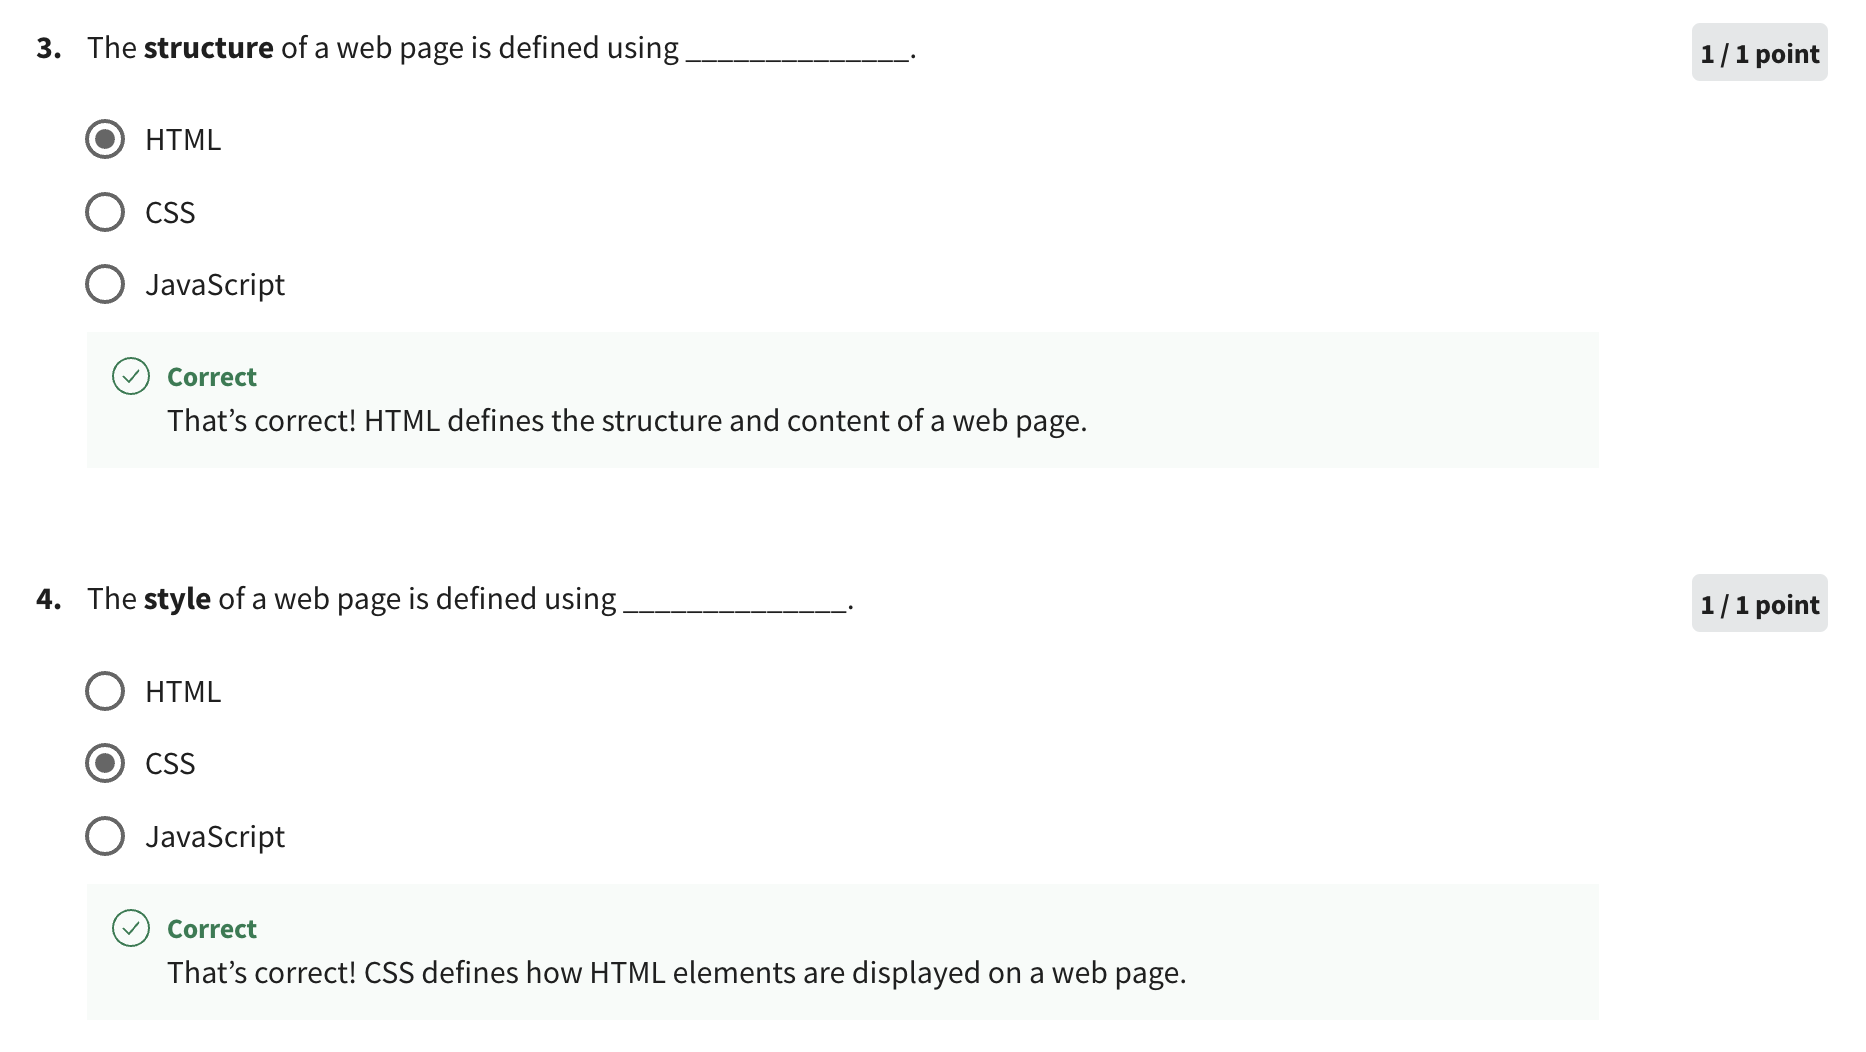 3. The structure of a web page is defined using ______________.
1 / 1 point
HTML
CSS
JavaScript
Correct
That’s correct! HTML defines the structure and content of a web page.
4. The style of a web page is defined using ______________.
1 / 1 point
HTML
CSS
JavaScript
Correct
That’s correct! CSS defines how HTML elements are displayed on a web page.